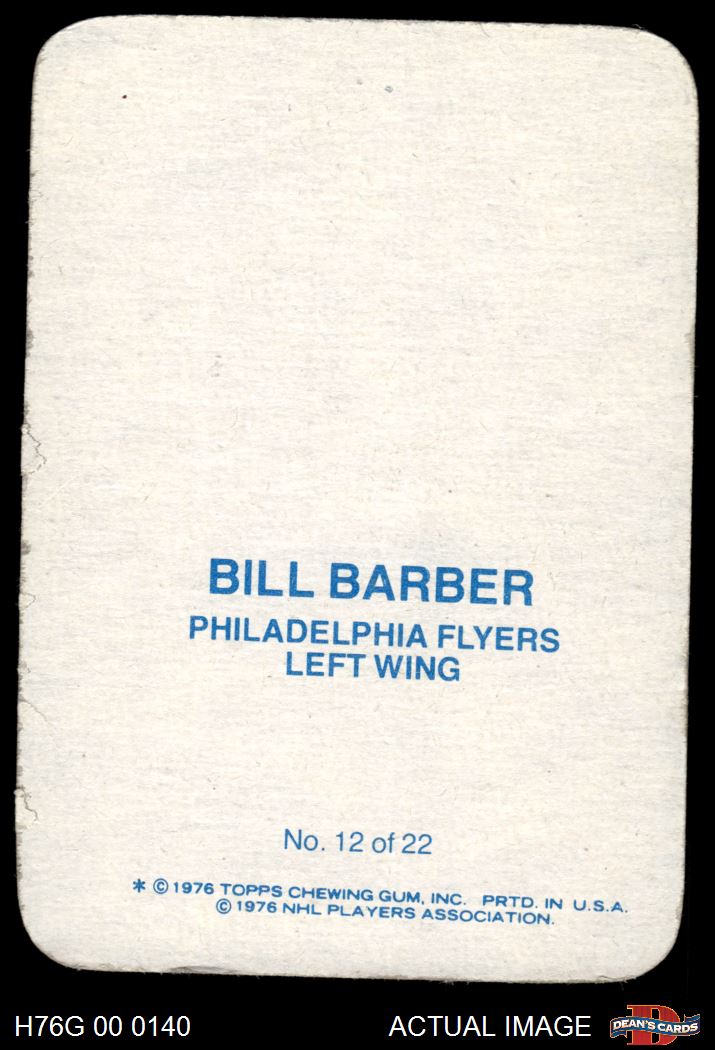 BILL BARBER
PHILADELPHIA FLYERS
LEFT WING
No. 12 of 22
* © 1976 TOPPS CHEWING GUM, INC. PRTD. IN U.S.A.
© 1976 NHL PLAYERS ASSOCIATION.
H76G 00 0140
ACTUAL IMAGE
D
DEAN'S CARDS